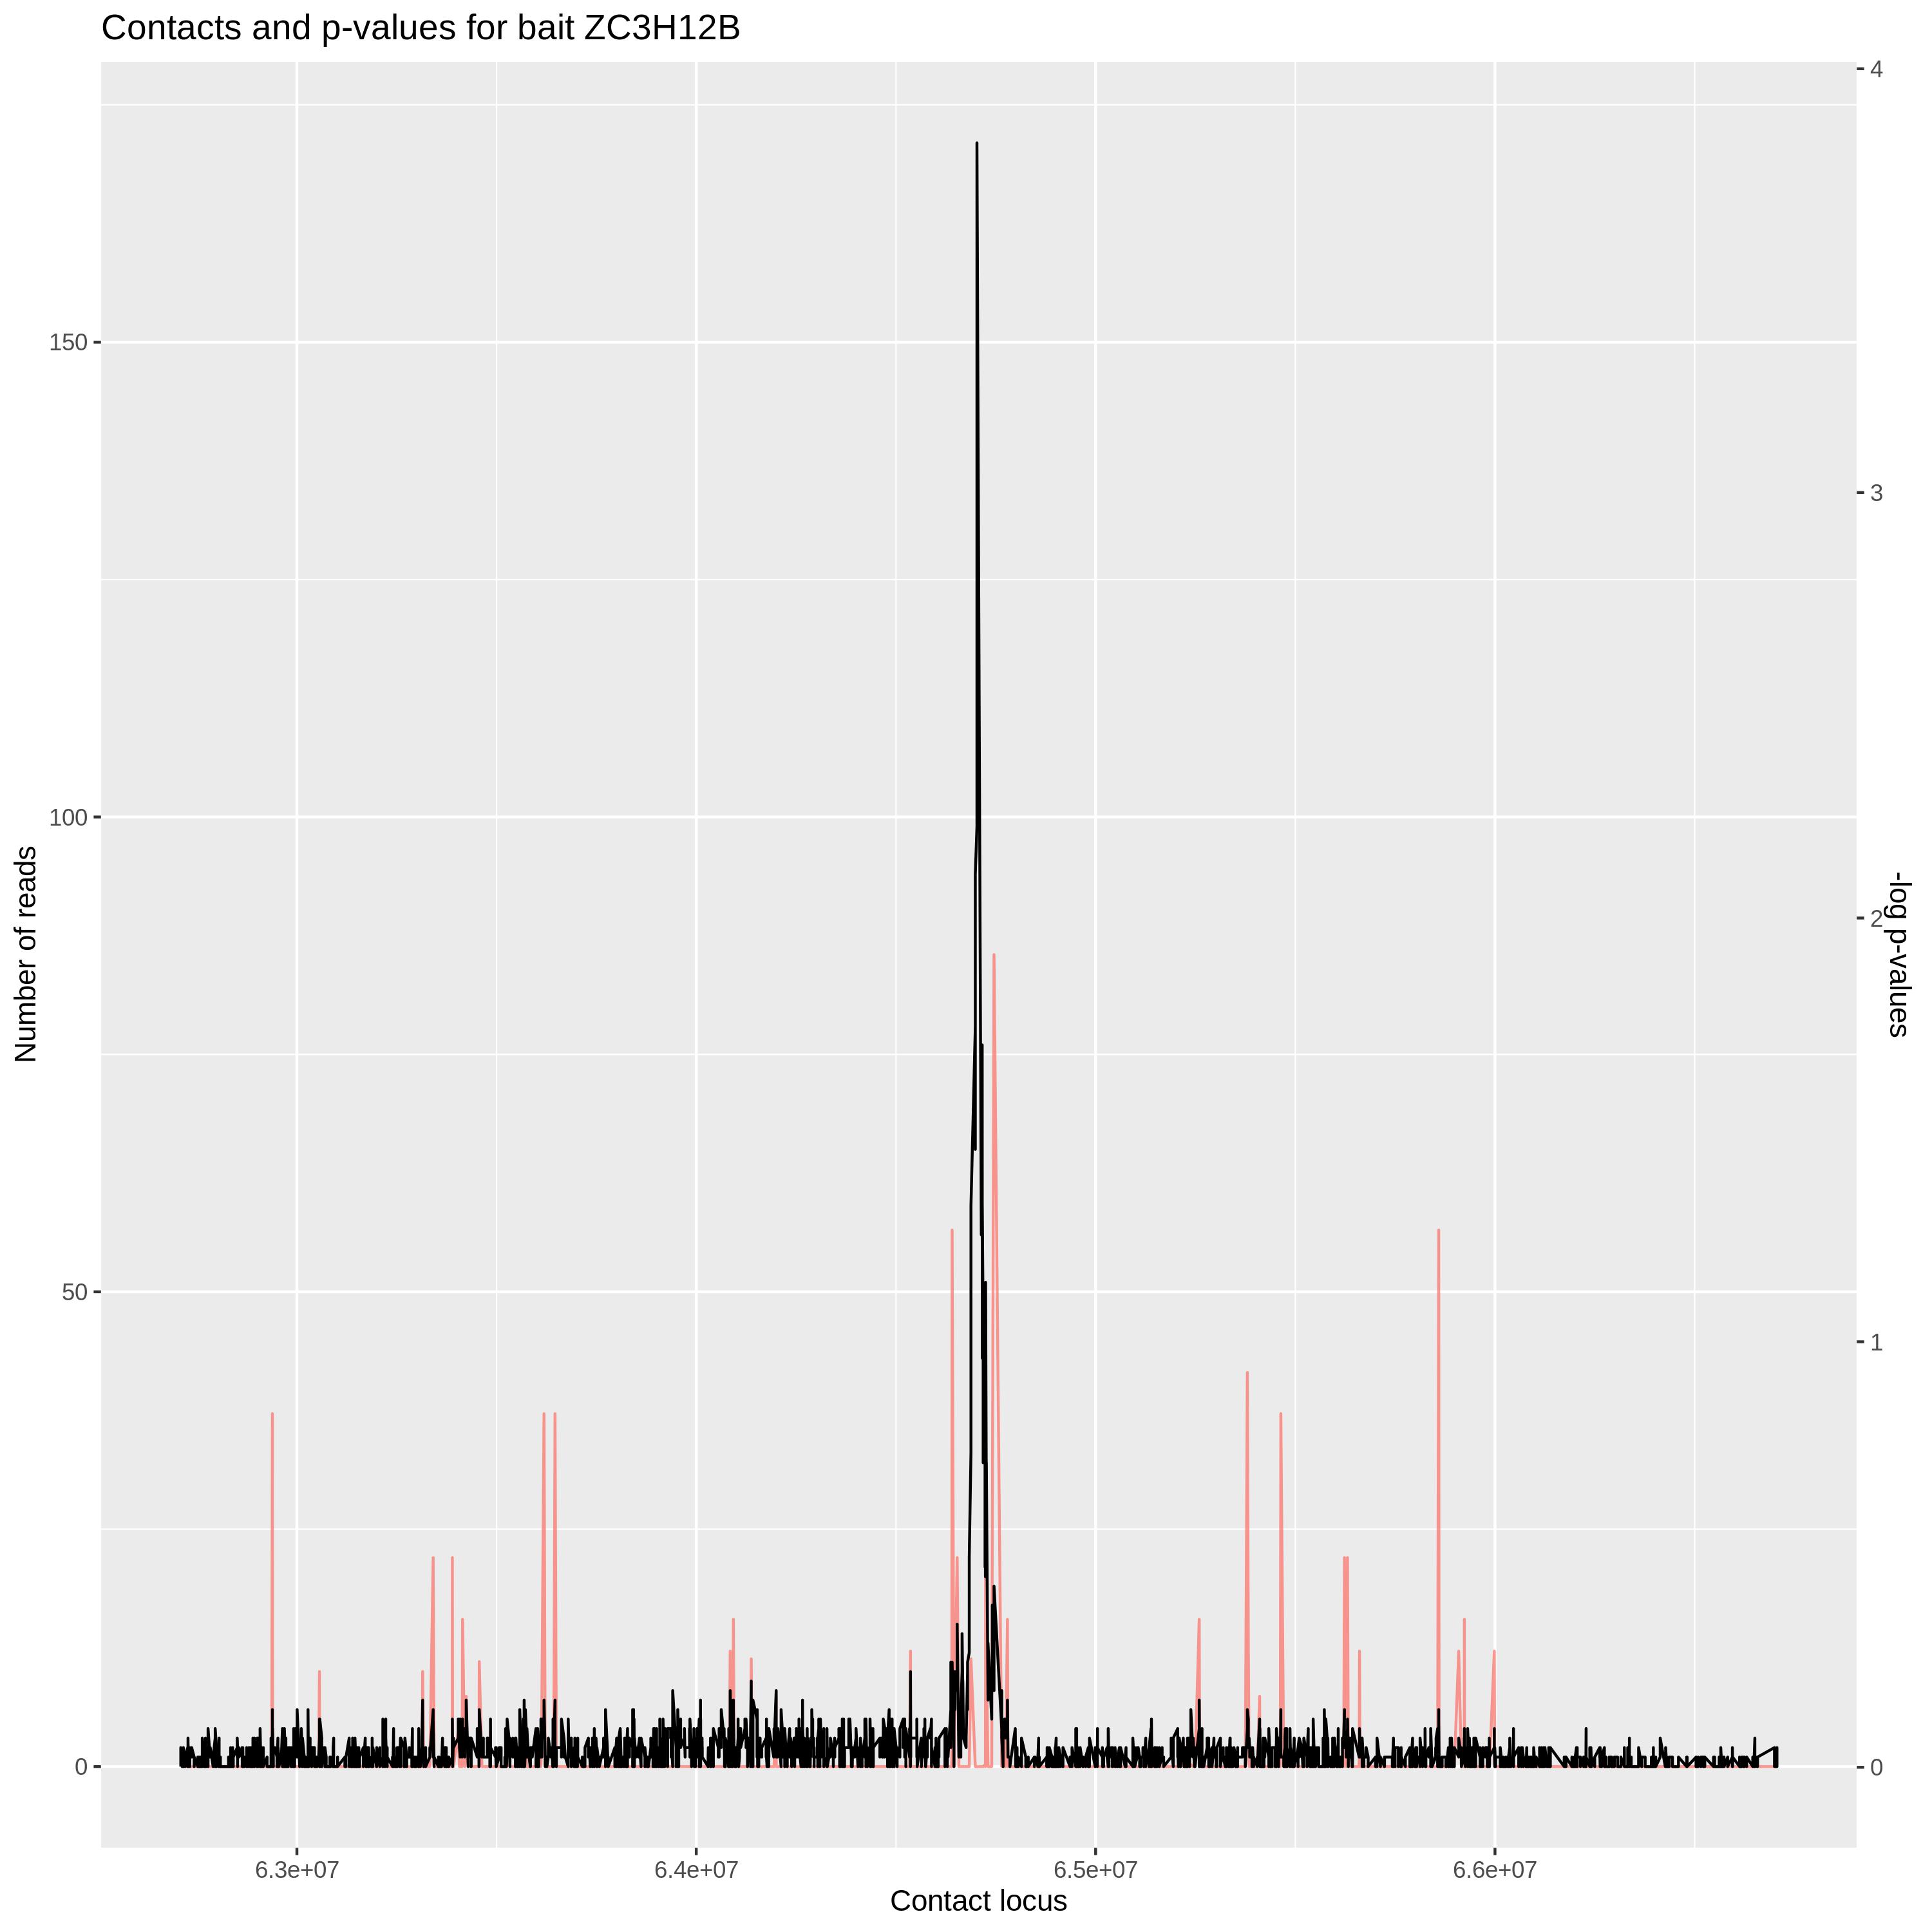 Contacts and p-values for bait ZC3H12B
Number of reads
150
100
50
0
4
3
2
1
0
-log p-values
6.3e+07
6.4e+07
6.5e+07
6.6e+07
Contact locus